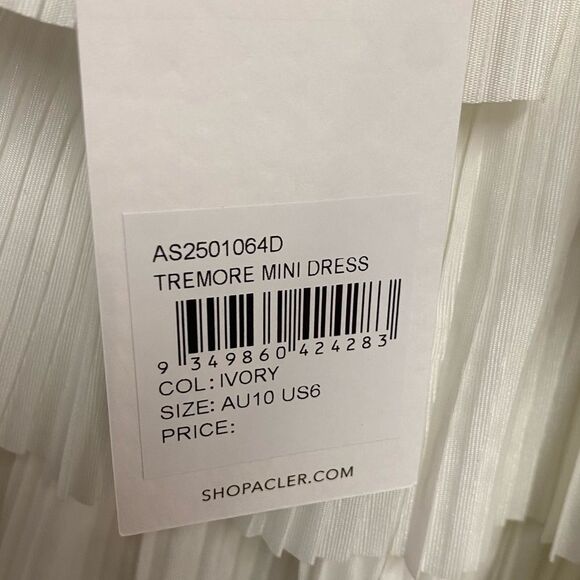 AS2501064D
TREMORE MINI DRESS
9 349860 424283
COL: IVORY
SIZE: AU10 US6
PRICE:
SHOPACLER.COM